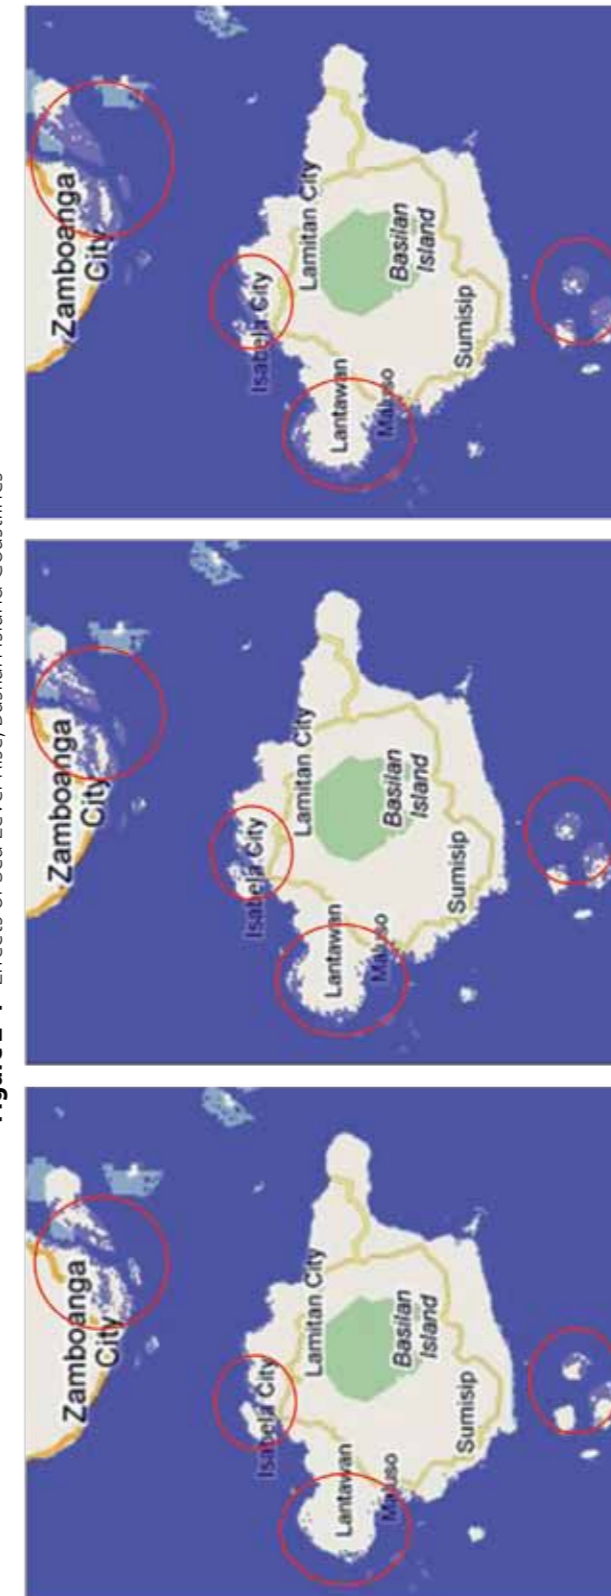 Figure Effects of Sea Level Rise, Basilan Island Coastlines
Zamboanga
City
Isabela City
Lamitan City
Lantawan
Maluso
Basilan
Island
Sumisip
Zamboanga
City
Isabela City
Lamitan City
Lantawan
Maluso
Basilan
Island
Sumisip
Zamboanga
City
Isabela City
Lamitan City
Lantawan
Maluso
Basilan
Island
Sumisip